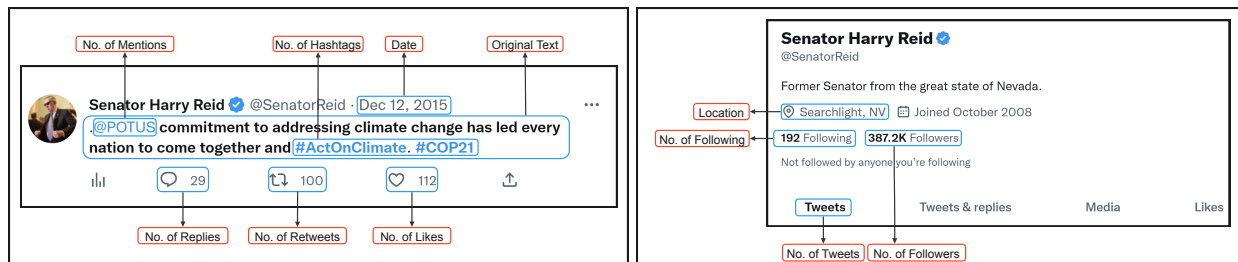 No. of Mentions
No. of Hashtags
Date
Original Text
Senator Harry Reid @SenatorReid · Dec 12, 2015 ...
.@POTUS commitment to addressing climate change has led every
nation to come together and #ActOnClimate. #COP21
29 100 112
No. of Replies
No. of Retweets
No. of Likes
Senator Harry Reid
@SenatorReid
Former Senator from the great state of Nevada.
Location
Searchlight, NV Joined October 2008
No. of Following
192 Following 387.2K Followers
Not followed by anyone you're following
Tweets Tweets & replies Media Likes
No. of Tweets
No. of Followers